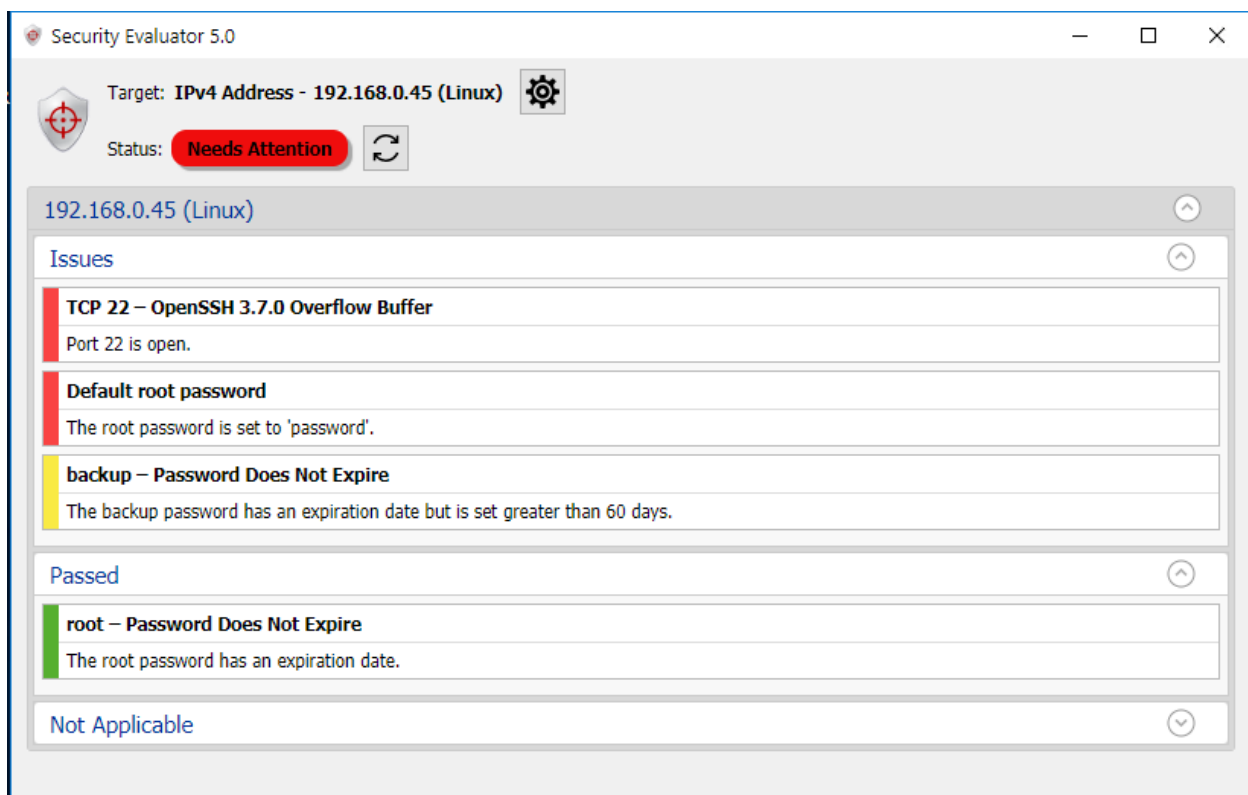 Security Evaluator 5.0
Target: IPv4 Address - 192.168.0.45 (Linux)
Status: Needs Attention
192.168.0.45 (Linux)
Issues
TCP 22 – OpenSSH 3.7.0 Overflow Buffer
Port 22 is open.
Default root password
The root password is set to 'password'.
backup – Password Does Not Expire
The backup password has an expiration date but is set greater than 60 days.
Passed
root – Password Does Not Expire
The root password has an expiration date.
Not Applicable